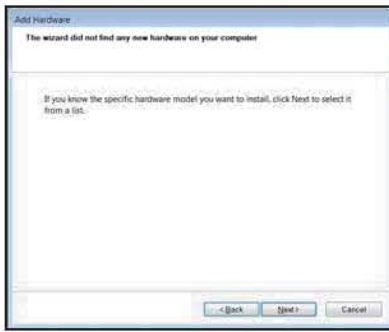 Add Hardware
The wizard did not find any new hardware on your computer
If you know the specific hardware model you want to install, click Next to select it
from a list.
< Back Next > Cancel